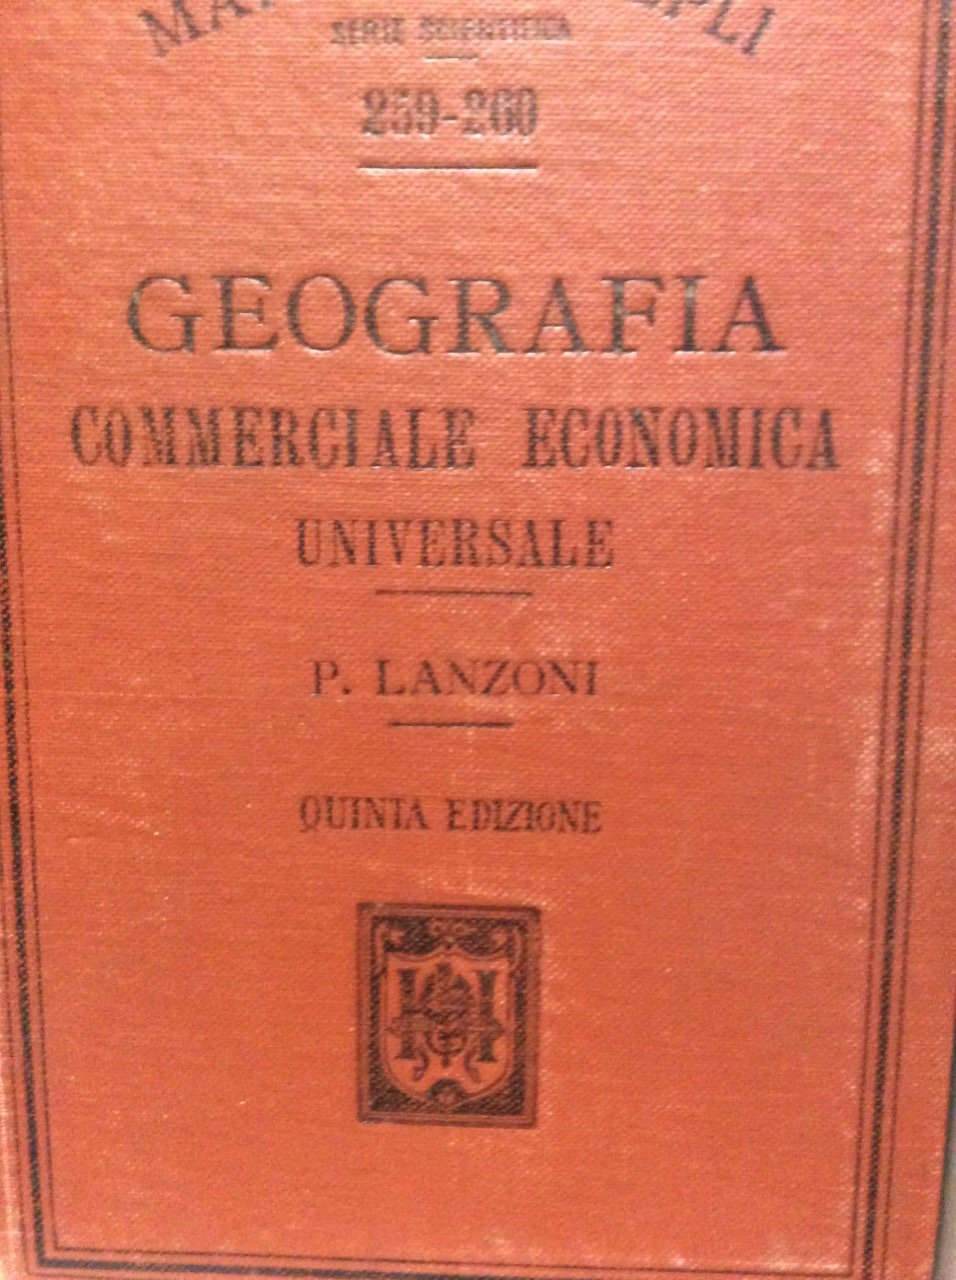 SERIE SCIENTIFICA
259-260
GEOGRAFIA
COMMERCIALE ECONOMICA
UNIVERSALE
P. LANZONI
QUINTA EDIZIONE